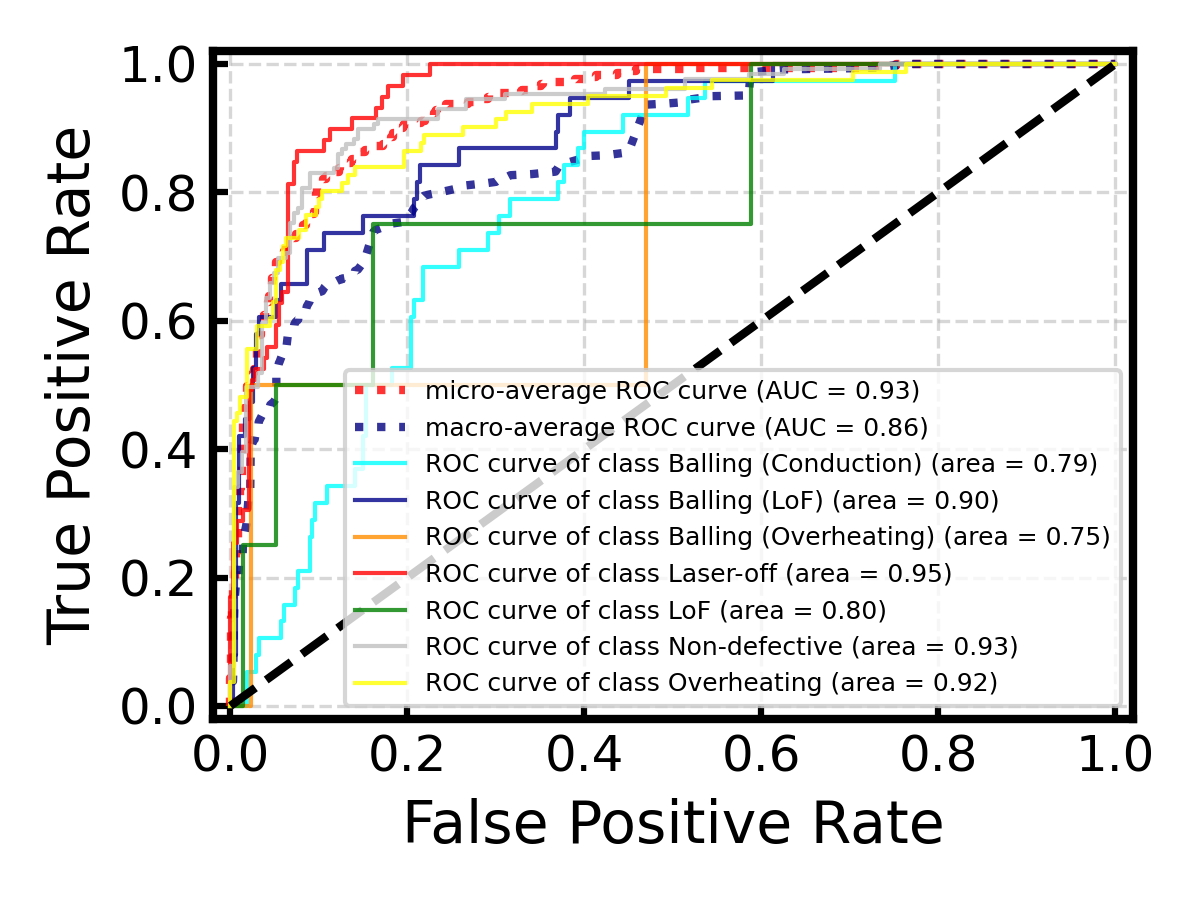 1.0
0.8
0.6
0.4
0.2
0.0
True Positive Rate
micro-average ROC curve (AUC = 0.93)
macro-average ROC curve (AUC = 0.86)
ROC curve of class Balling (Conduction) (area = 0.79)
ROC curve of class Balling (LoF) (area = 0.90)
ROC curve of class Balling (Overheating) (area = 0.75)
ROC curve of class Laser-off (area = 0.95)
ROC curve of class LoF (area = 0.80)
ROC curve of class Non-defective (area = 0.93)
ROC curve of class Overheating (area = 0.92)
0.0 0.2 0.4 0.6 0.8 1.0
False Positive Rate